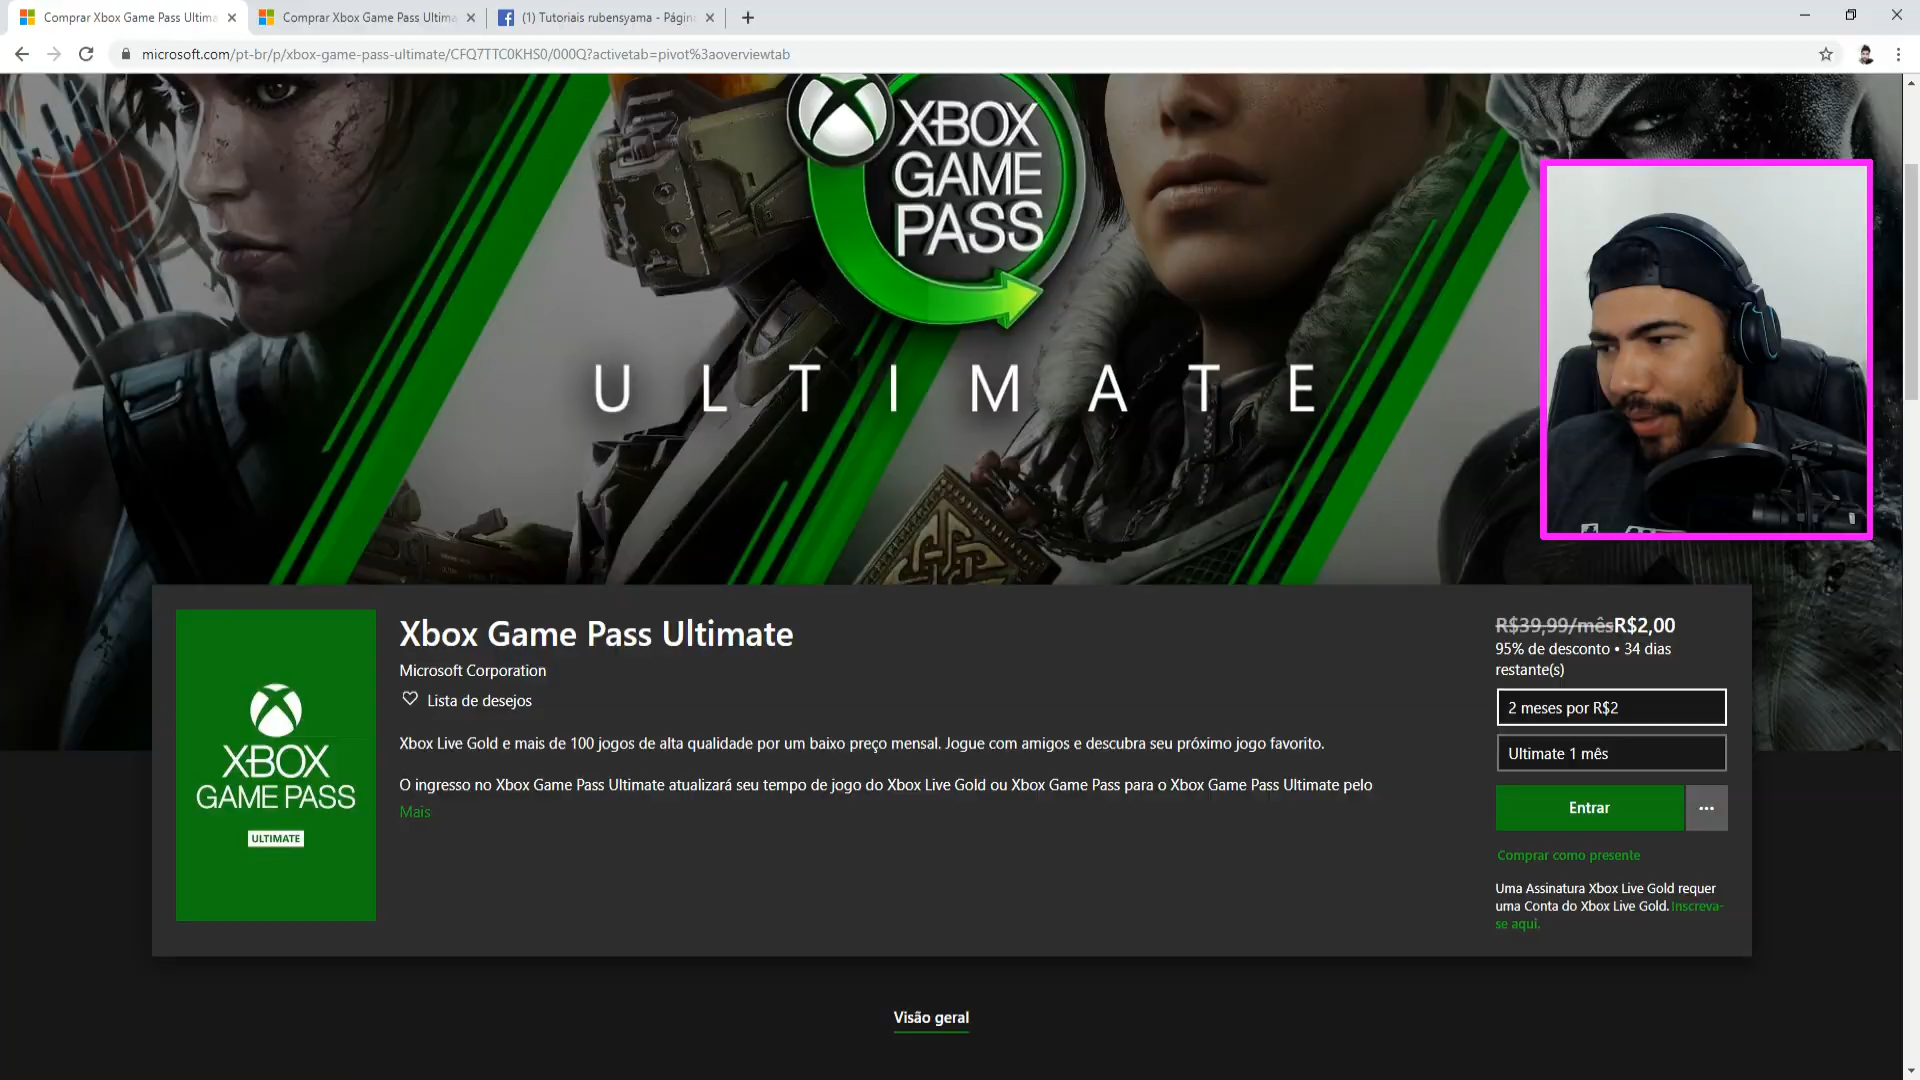 Comprar Xbox Game Pass Ultima
Comprar Xbox Game Pass Ultima
(1) Tutoriais rubensyama - Págin
microsoft.com/pt-br/p/xbox-game-pass-ultimate/CFQ7TTC0KHS0/000Q?activetab=pivot%3aoverviewtab
XBOX
GAME
PASS
ULTIMATE
Xbox Game Pass Ultimate
Microsoft Corporation
Lista de desejos
Xbox Live Gold e mais de 100 jogos de alta qualidade por um baixo preço mensal. Jogue com amigos e descubra seu próximo jogo favorito.
O ingresso no Xbox Game Pass Ultimate atualizará seu tempo de jogo do Xbox Live Gold ou Xbox Game Pass para o Xbox Game Pass Ultimate pelo
Mais
XBOX
GAME PASS
ULTIMATE
R$39,99/mêsR$2,00
95% de desconto • 34 dias
restante(s)
2 meses por R$2
Ultimate 1 mês
Entrar
Comprar como presente
Uma Assinatura Xbox Live Gold requer
uma Conta do Xbox Live Gold. Inscreva-
se aqui.
Visão geral